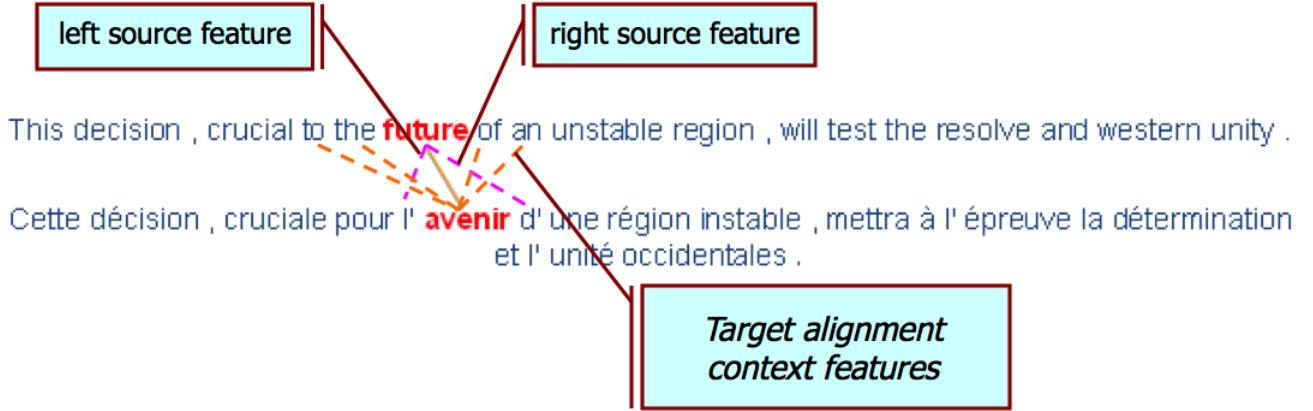 left source feature
right source feature
This decision , crucial to the future of an unstable region , will test the resolve and western unity .
Cette décision , cruciale pour l' avenir d' une région instable , mettra à l' épreuve la détermination
et l' unité occidentales .
Target alignment
context features